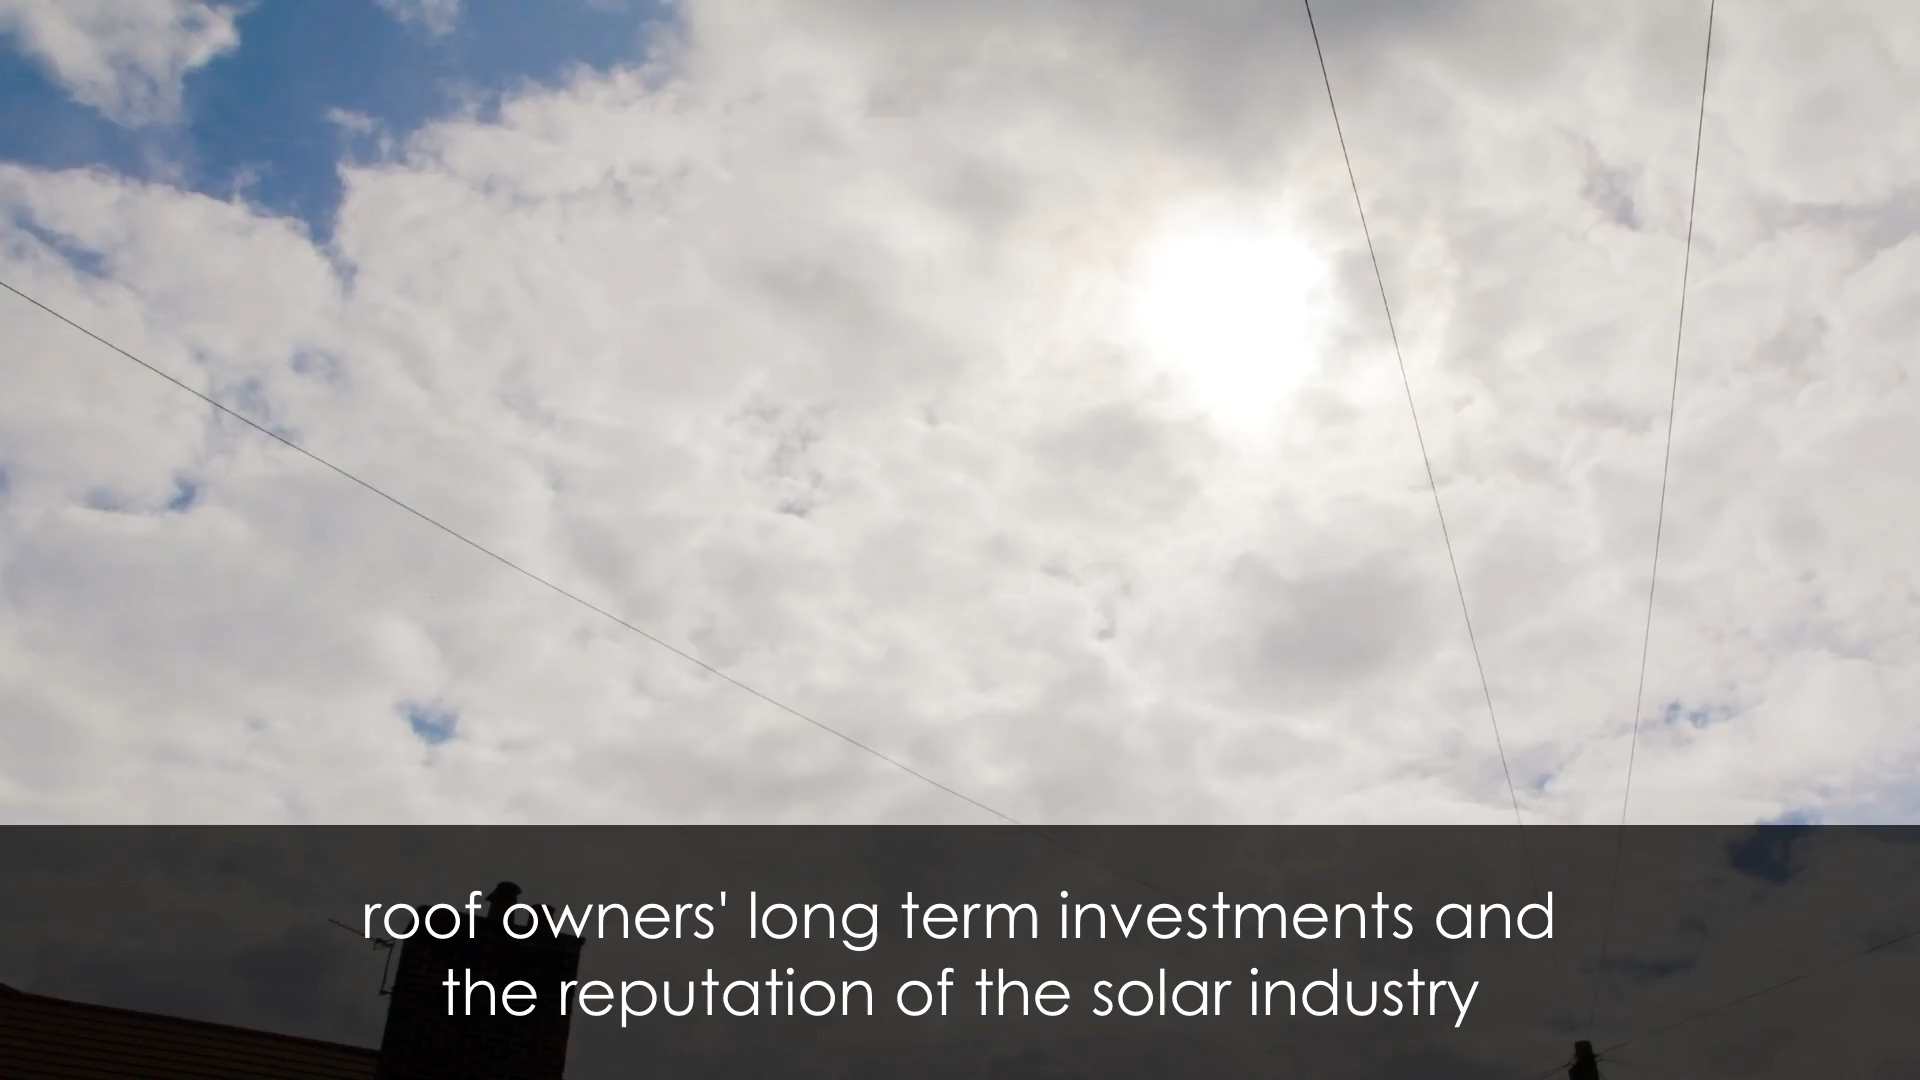 roof owners' long term investments and
the reputation of the solar industry